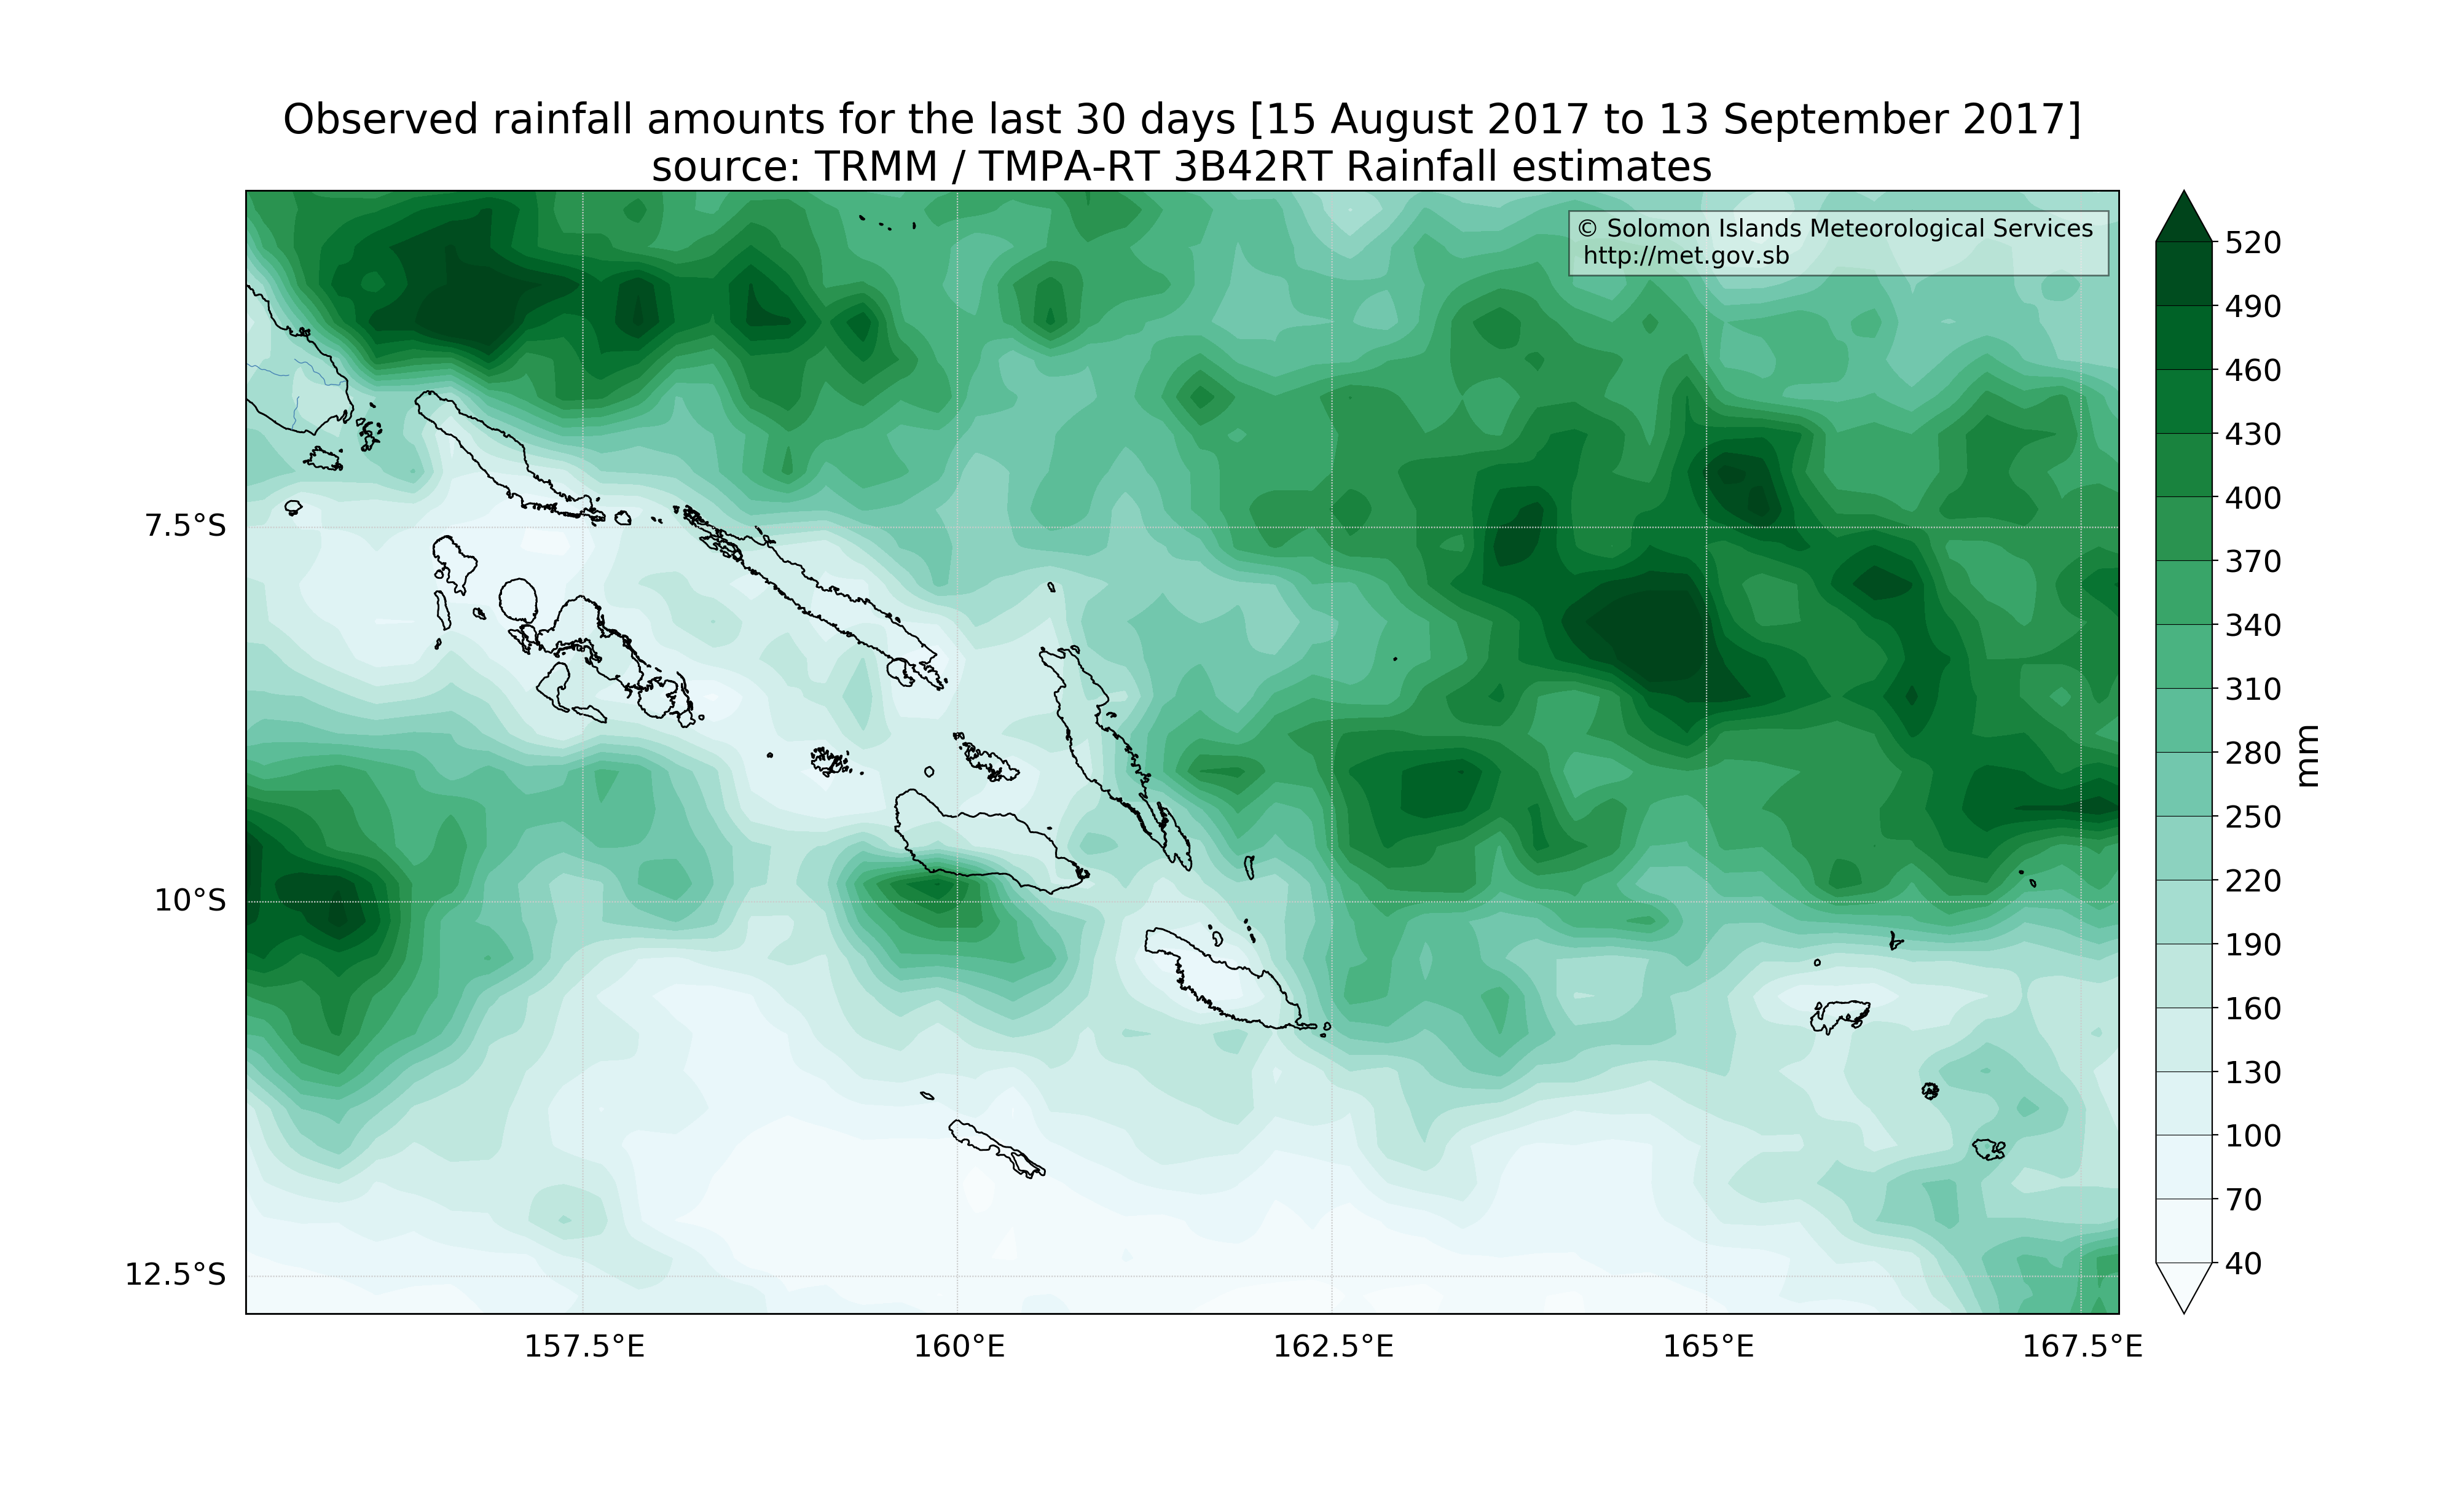 Observed rainfall amounts for the last 30 days [15 August 2017 to 13 September 2017]
source: TRMM / TMPA-RT 3B42RT Rainfall estimates
© Solomon Islands Meteorological Services
http://met.gov.sb
7.5°S
10°S
12.5°S
157.5°E
160°E
162.5°E
165°E
167.5°E
520
490
460
430
400
370
340
310
280
250
220
190
160
130
100
70
40
mm